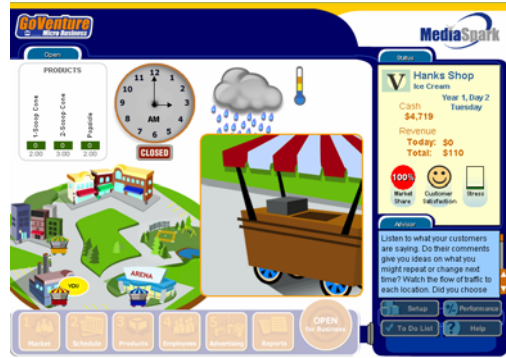 GoVenture
Micro Business
MediaSpark
Open
Status
PRODUCTS
1-Scoop Cone
2-Scoop Cone
Popsicle
0
0
0
2.00
3.00
2.00
12
1
2
3
4
5
6
7
8
9
10
11
AM
CLOSED
V
Hanks Shop
Ice Cream
Year 1, Day 2
Tuesday
Cash
$4,719
Revenue
Today: $0
Total: $110
100%
Market
Share
Customer
Satisfaction
Stress
Advisor
Listen to what your customers
are saying. Do their comments
give you ideas on what you
might repeat or change next
time? Watch the flow of traffic to
each location. Did you choose
YOU
ARENA
1
Market
2
Schedule
3
Products
4
Employees
5
Advertising
Reports
OPEN
for Business
Setup
Performance
To Do List
Help